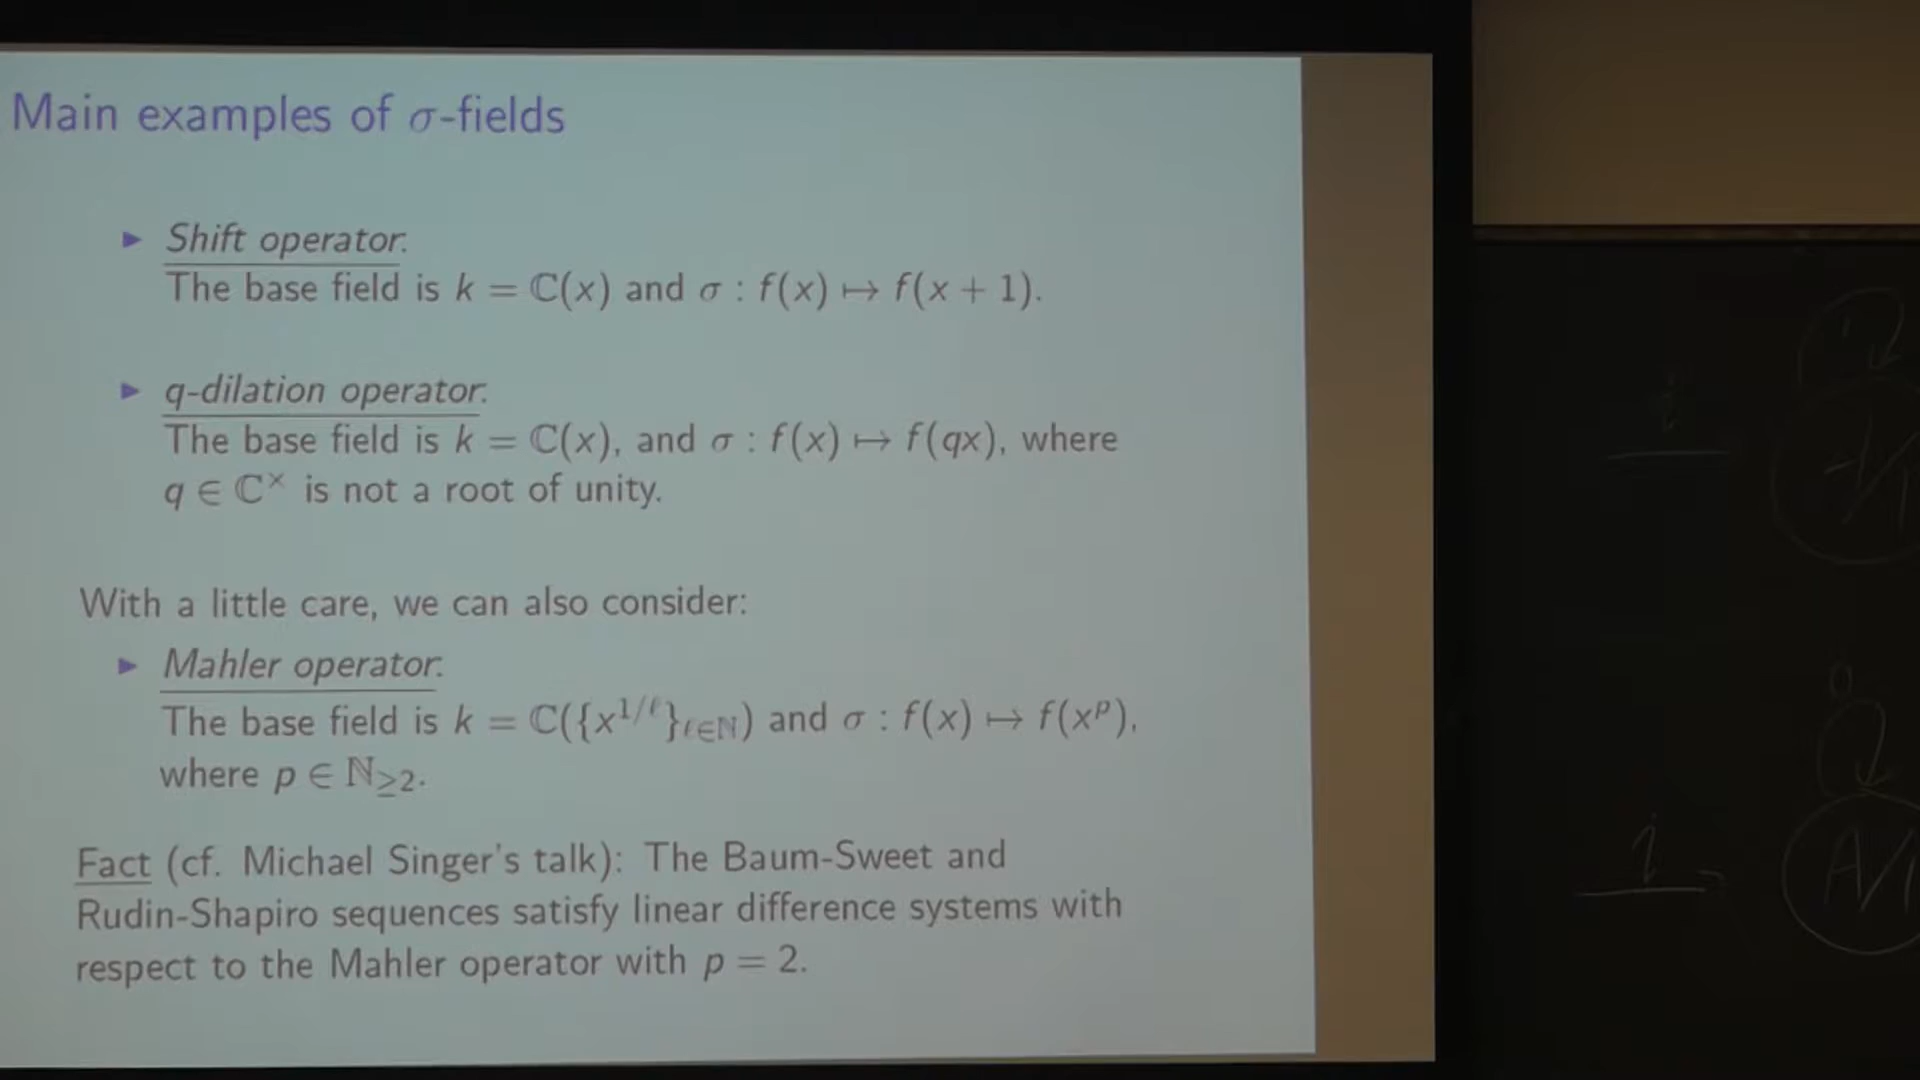 Main examples of σ-fields
▶ Shift operator:
The base field is k = ℂ(x) and σ : f(x) ↦ f(x + 1).
▶ q-dilation operator:
The base field is k = ℂ(x), and σ : f(x) ↦ f(qx), where
q ∈ ℂ× is not a root of unity.
With a little care, we can also consider:
▶ Mahler operator:
The base field is k = ℂ({x^{1/ℓ}}_{ℓ∈ℕ}) and σ : f(x) ↦ f(x^p),
where p ∈ ℕ≥2.
Fact (cf. Michael Singer's talk): The Baum-Sweet and
Rudin-Shapiro sequences satisfy linear difference systems with
respect to the Mahler operator with p = 2.